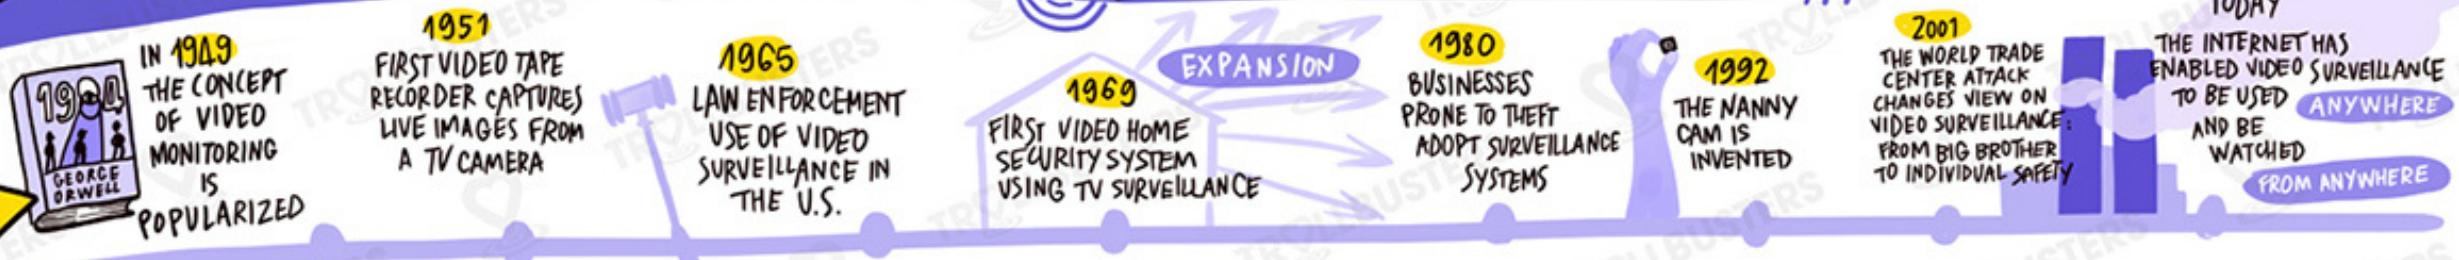 1984
GEORGE
ORWELL
IN 1949
THE CONCEPT
OF VIDEO
MONITORING
IS
POPULARIZED
1951
FIRST VIDEO TAPE
RECORDER CAPTURES
LIVE IMAGES FROM
A TV CAMERA
1965
LAW ENFORCEMENT
USE OF VIDEO
SURVEILLANCE IN
THE U.S.
1969
FIRST VIDEO HOME
SECURITY SYSTEM
USING TV SURVEILLANCE
EXPANSION
1980
BUSINESSES
PRONE TO THEFT
ADOPT SURVEILLANCE
SYSTEMS
1992
THE NANNY
CAM IS
INVENTED
2001
THE WORLD TRADE
CENTER ATTACK
CHANGES VIEW ON
VIDEO SURVEILLANCE:
FROM BIG BROTHER
TO INDIVIDUAL SAFETY
TODAY
THE INTERNET HAS
ENABLED VIDEO SURVEILLANCE
TO BE USED ANYWHERE
AND BE
WATCHED
FROM ANYWHERE
TROLLBUSTERS